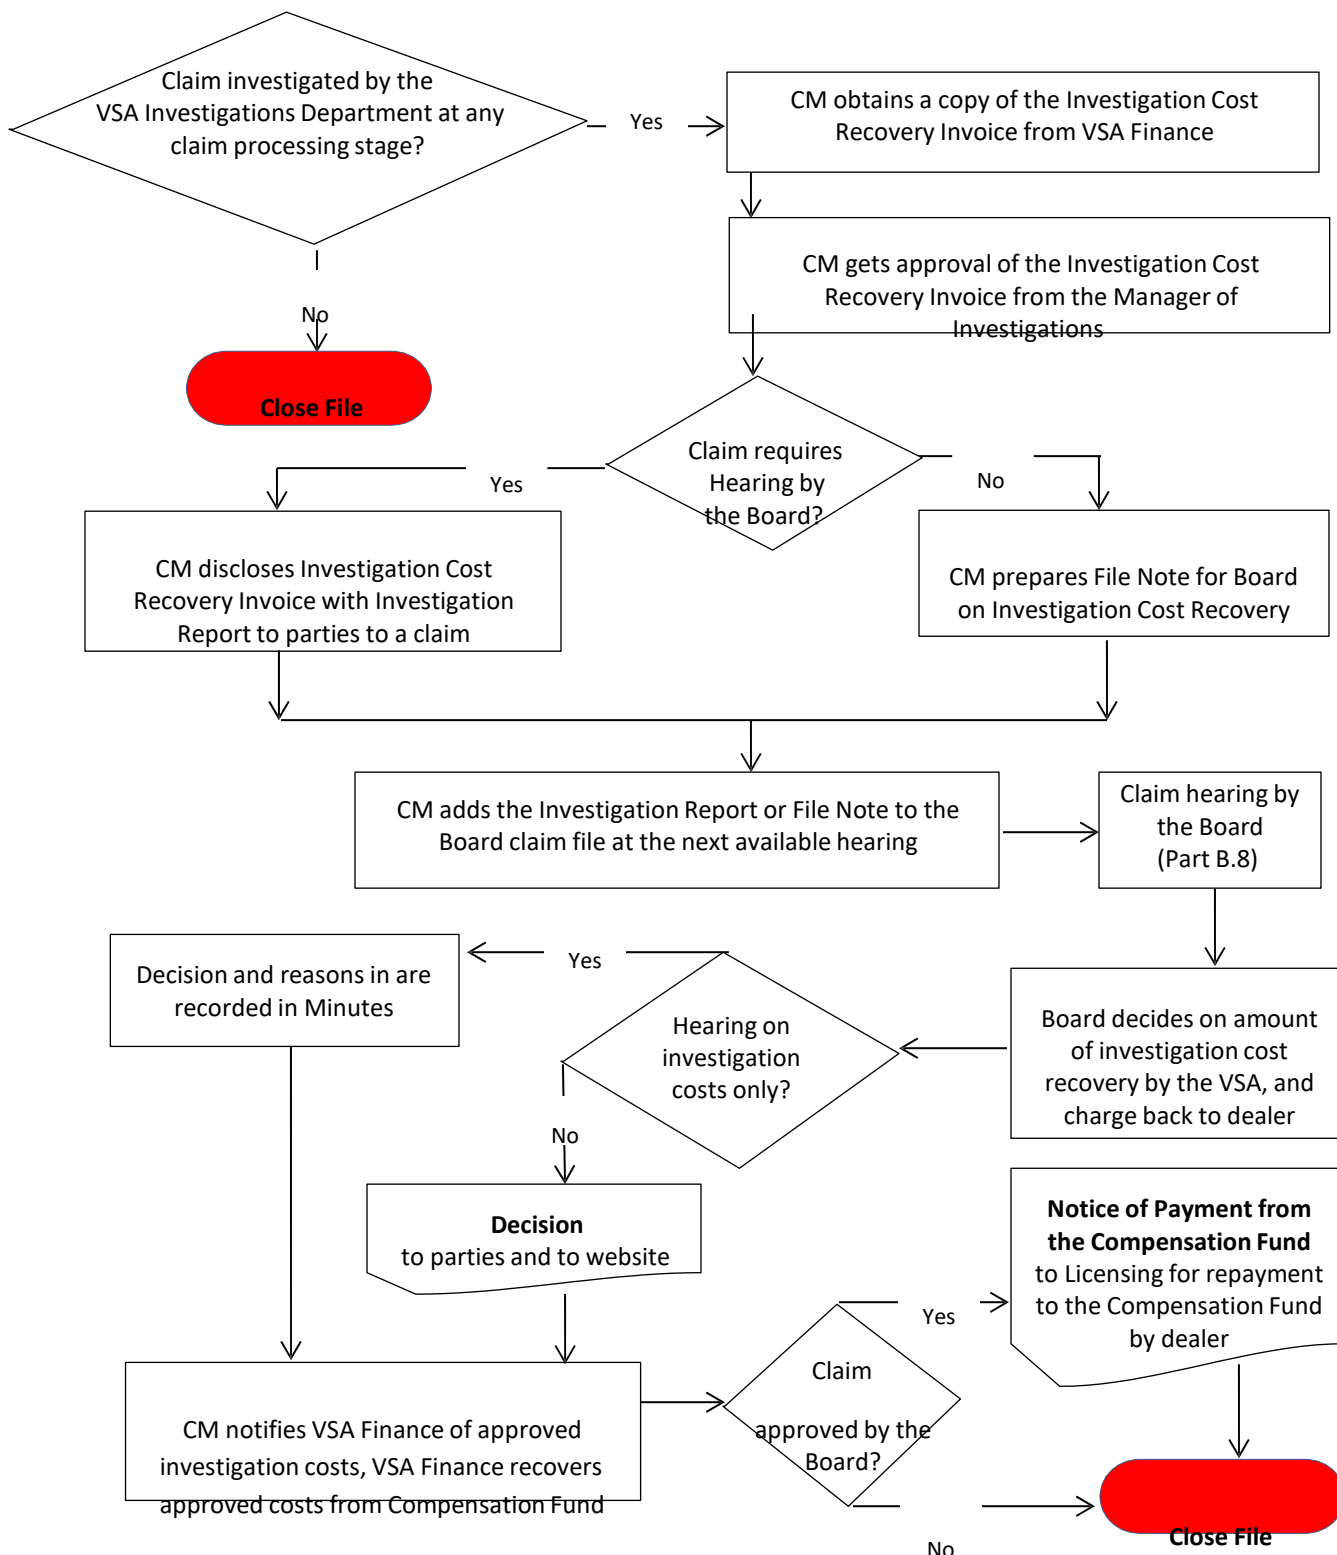 Claim investigated by the
VSA Investigations Department at any
claim processing stage?
Yes
CM obtains a copy of the Investigation Cost
Recovery Invoice from VSA Finance
CM gets approval of the Investigation Cost
Recovery Invoice from the Manager of
Investigations
No
Close File
Claim requires
Hearing by
the Board?
Yes
No
CM discloses Investigation Cost
Recovery Invoice with Investigation
Report to parties to a claim
CM prepares File Note for Board
on Investigation Cost Recovery
CM adds the Investigation Report or File Note to the
Board claim file at the next available hearing
Claim hearing by
the Board
(Part B.8)
Decision and reasons in are
recorded in Minutes
Yes
Hearing on
investigation
costs only?
Board decides on amount
of investigation cost
recovery by the VSA, and
charge back to dealer
No
Decision
to parties and to website
Notice of Payment from
the Compensation Fund
to Licensing for repayment
to the Compensation Fund
by dealer
Yes
Claim
approved by the
Board?
CM notifies VSA Finance of approved
investigation costs, VSA Finance recovers
approved costs from Compensation Fund
No
Close File